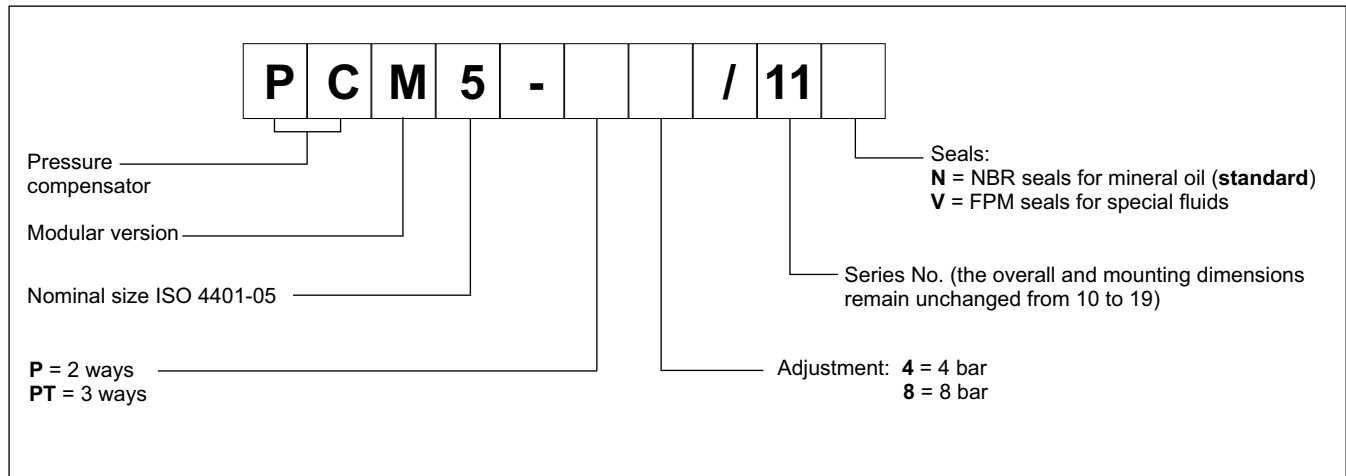 PCM5-  /11
Pressure
compensator
Modular version
Nominal size ISO 4401-05
P = 2 ways
PT = 3 ways
Seals:
N = NBR seals for mineral oil (standard)
V = FPM seals for special fluids
Series No. (the overall and mounting dimensions
remain unchanged from 10 to 19)
Adjustment: 4 = 4 bar
8 = 8 bar